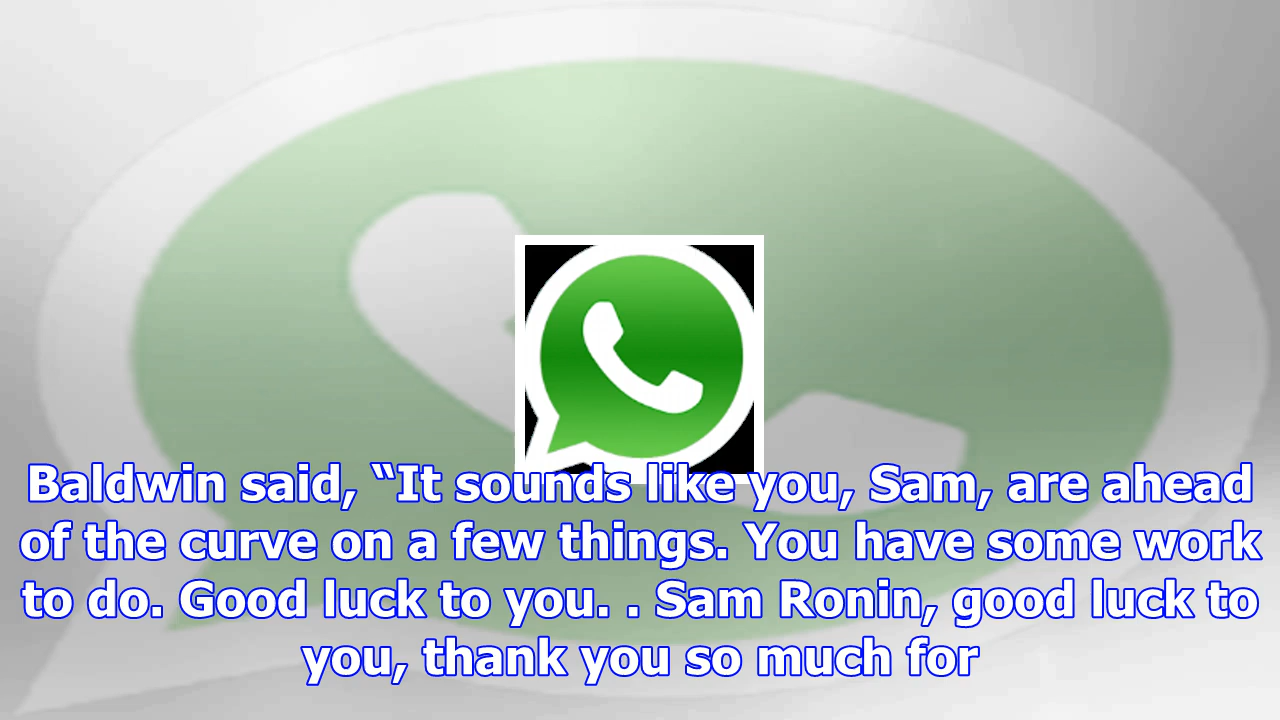 Baldwin said, “It sounds like you, Sam, are ahead
of the curve on a few things. You have some work
to do. Good luck to you. . Sam Ronin, good luck to
you, thank you so much for